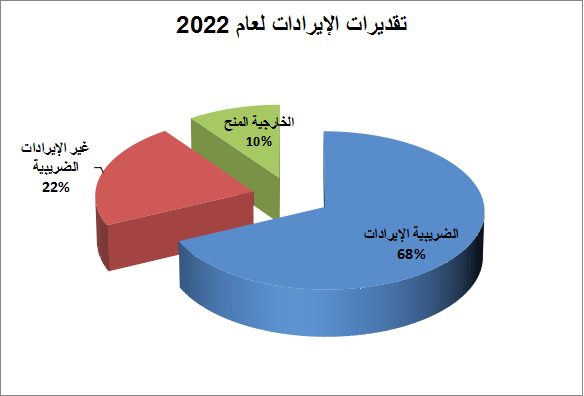 تقديرات الإيرادات لعام 2022
الخارجية المنح
10%
غير الإيرادات
الضريبية
22%
الضريبية الإيرادات
68%